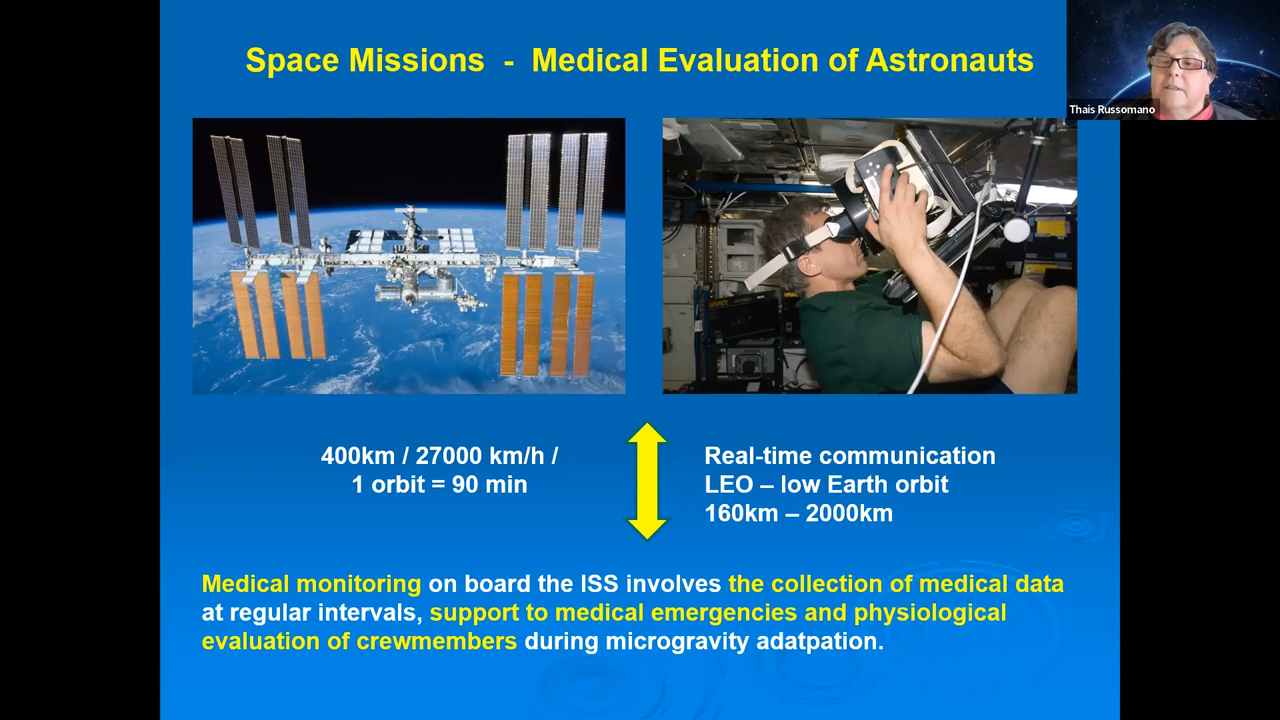 Space Missions - Medical Evaluation of Astronauts
Thais Russomano
400km / 27000 km/h /
1 orbit = 90 min
Real-time communication
LEO – low Earth orbit
160km – 2000km
Medical monitoring on board the ISS involves the collection of medical data
at regular intervals, support to medical emergencies and physiological
evaluation of crewmembers during microgravity adatpation.